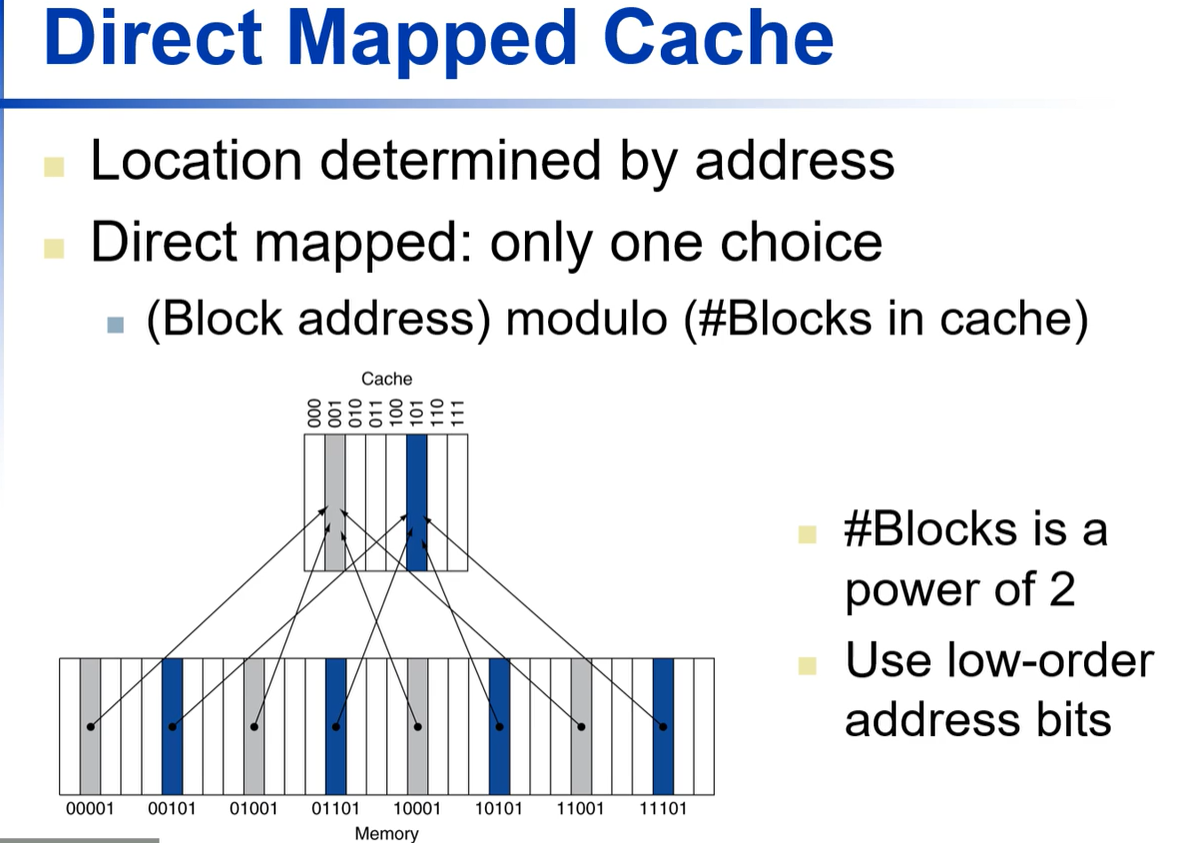 Direct Mapped Cache
Location determined by address
Direct mapped: only one choice
(Block address) modulo (#Blocks in cache)
Cache
000 001 010 011 100 101 110 111
#Blocks is a
power of 2
Use low-order
address bits
00001 00101 01001 01101 10001 10101 11001 11101
Memory